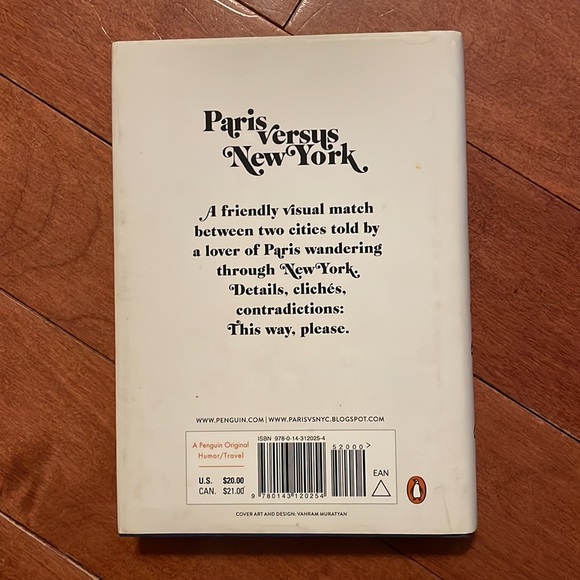 Paris
versus
New York
A friendly visual match
between two cities told by
a lover of Paris wandering
through New York.
Details, clichés,
contradictions:
This way, please.
WWW.PENGUIN.COM | WWW.PARISVSNYC.BLOGSPOT.COM
A Penguin Original
Humor/Travel
U.S. $20.00
CAN. $21.00
ISBN 978-0-14-312025-4
52000>
9 780143 120254
EAN
COVER ART AND DESIGN: VAHRAM MURATYAN